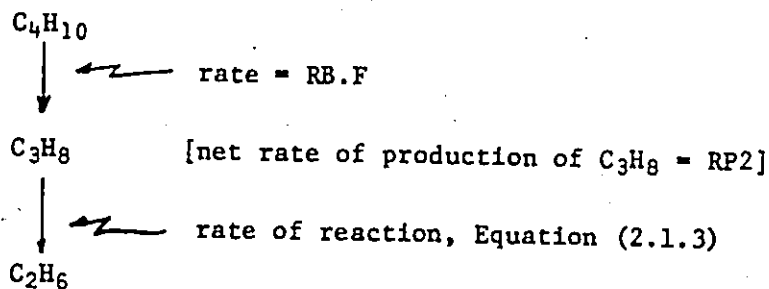 C₄H₁₀
rate = RB.F
C₃H₈ [net rate of production of C₃H₈ = RP2]
rate of reaction, Equation (2.1.3)
C₂H₆